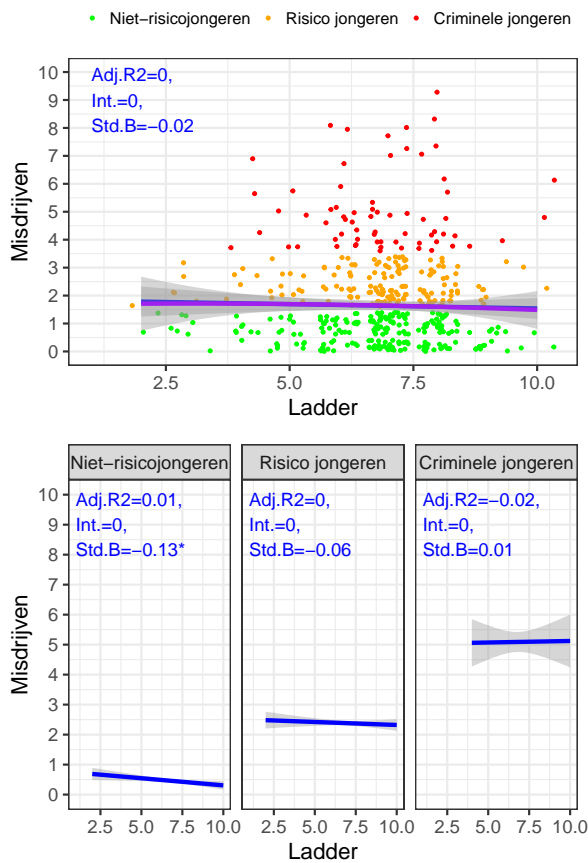 Niet−risicojongeren Risico jongeren Criminele jongeren
Adj.R2=0,
Int.=0,
Std.B=−0.02
10
9
8
7
6
5
4
3
2
1
0
Misdrijven
2.5 5.0 7.5 10.0
Ladder
Niet−risicojongeren Risico jongeren Criminele jongeren
Adj.R2=0.01, Adj.R2=0, Adj.R2=−0.02,
Int.=0, Int.=0, Int.=0,
Std.B=−0.13* Std.B=−0.06 Std.B=0.01
10
9
8
7
6
5
4
3
2
1
0
Misdrijven
2.5 5.0 7.5 10.0 2.5 5.0 7.5 10.0 2.5 5.0 7.5 10.0
Ladder